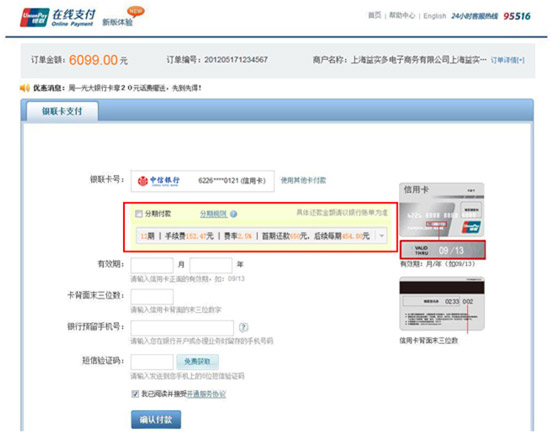 UnionPay 银联 在线支付 Online Payment 新版体验 NEW
首页 | 帮助中心 | English 24小时客服热线 95516
订单金额：6099.00元 订单编号：201205171234567 商户名称：上海益实多电子商务有限公司上海益实… 订单详情[+]
优惠消息：周一光大银行卡章20元话费赠送，先到先得！
银联卡支付
银联卡号： 中信银行 6226****0121 (信用卡) 使用其他卡付款
分期付款 分期规则 ? 具体还款金额请以银行账单为准
13期 | 手续费152.47元 | 费率2.5% | 首期还款650元，后续每期454.00元
有效期： 月 年
请输入信用卡正面的有效期，如：09/13
卡背面末三位数：
请输入信用卡背面的末三位数字
银行预留手机号： ?
请输入您在银行开户或办理业务时留存的手机号码
短信验证码： 免费获取
请输入发送到您手机上的6位短信验证码
我已阅读并接受开通服务协议
确认付款
信用卡
VALID THRU 09 / 13
有效期：月/年（如09/13）
0233 002
信用卡背面末三位数